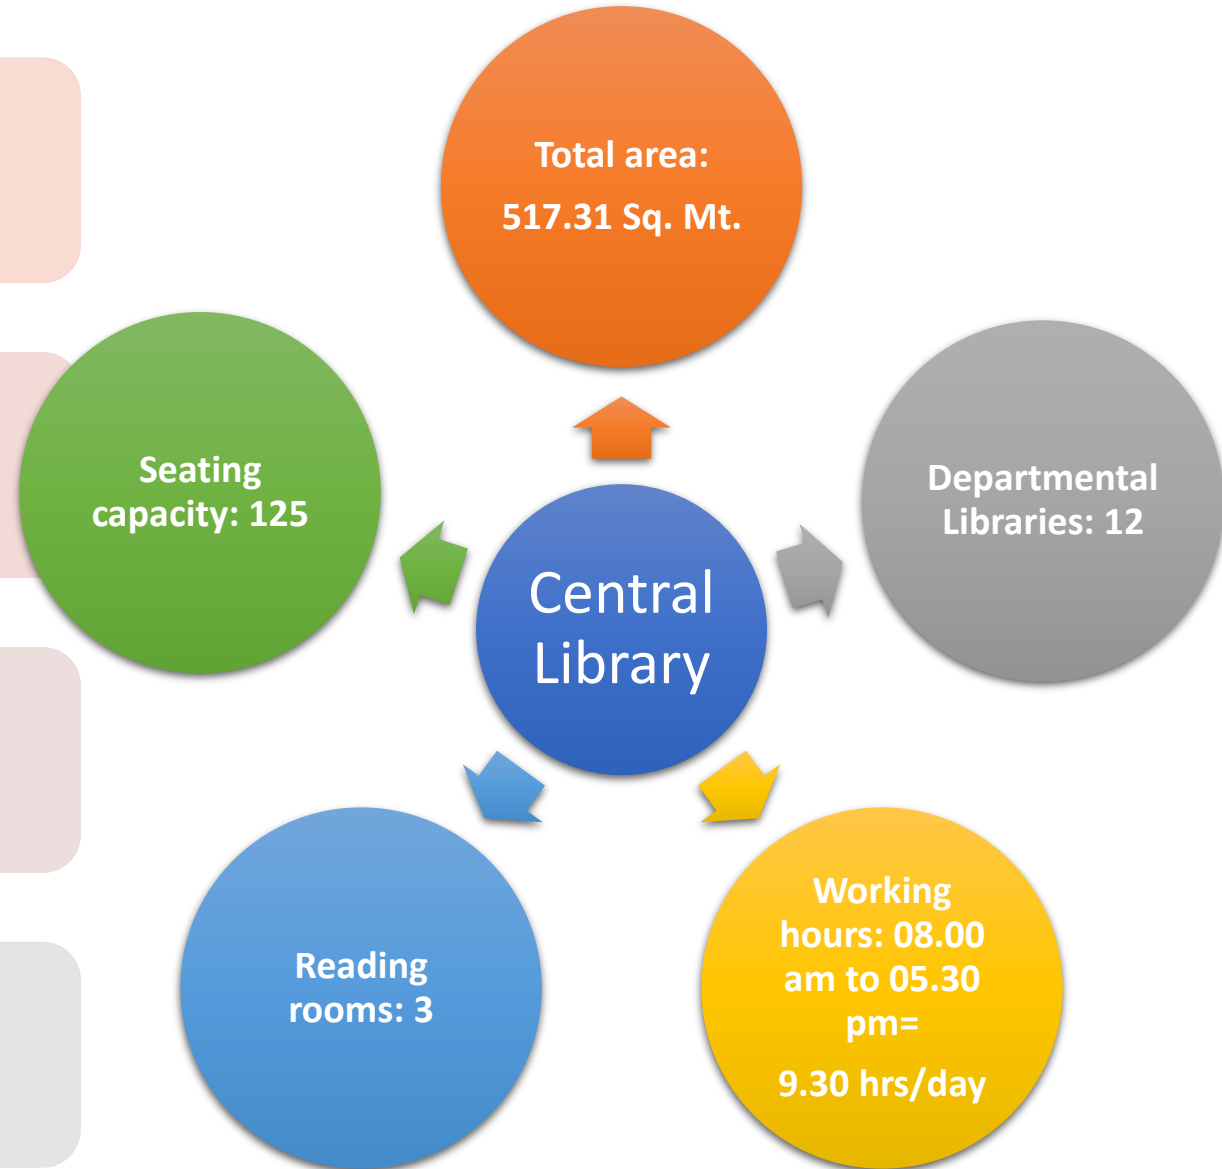 Total area:
517.31 Sq. Mt.
Seating
capacity: 125
Departmental
Libraries: 12
Central
Library
Reading
rooms: 3
Working
hours: 08.00
am to 05.30
pm=
9.30 hrs/day